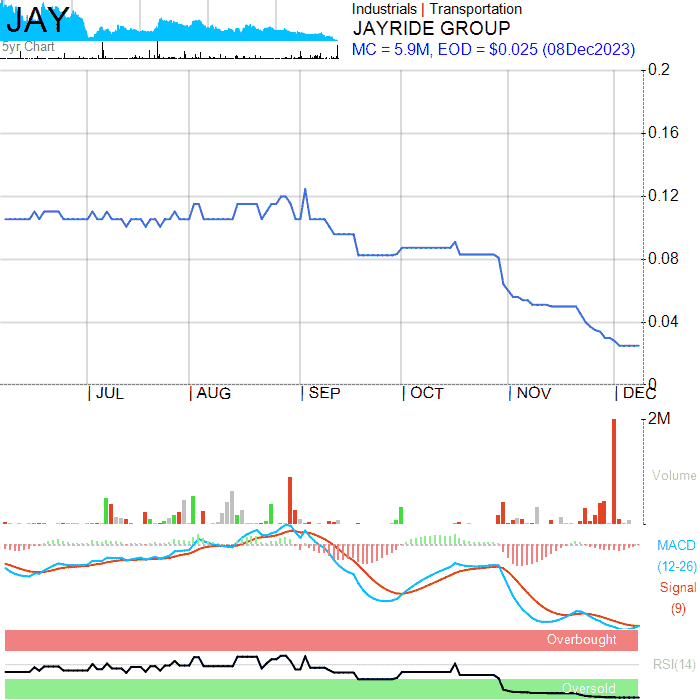 JAY
5yr Chart
Industrials | Transportation
JAYRIDE GROUP
MC = 5.9M, EOD = $0.025 (08Dec2023)
0.2
0.16
0.12
0.08
0.04
0
JUL AUG SEP OCT NOV DEC
2M
Volume
MACD
(12-26)
Signal
(9)
Overbought
RSI(14)
Oversold